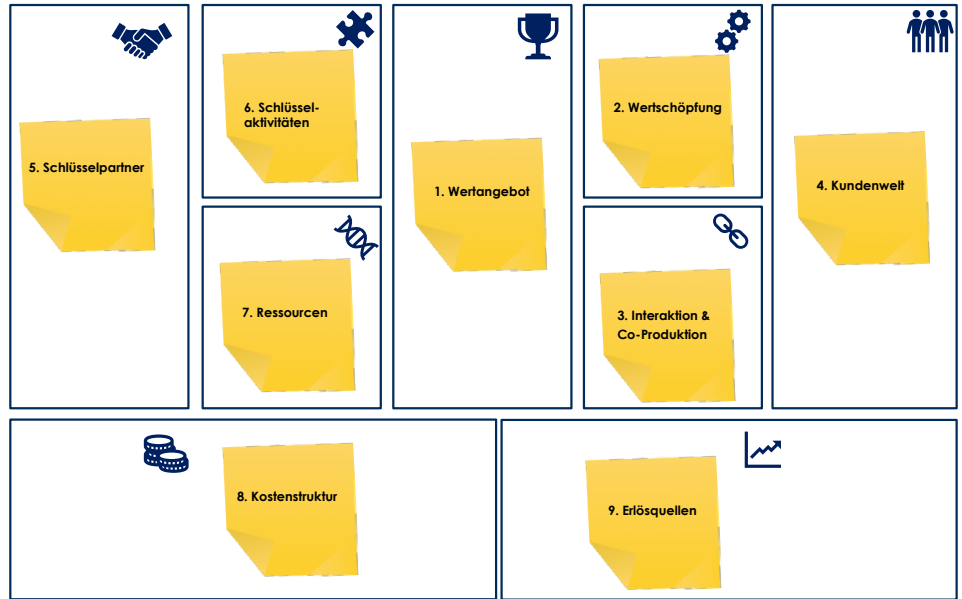 5. Schlüsselpartner
6. Schlüssel-
aktivitäten
7. Ressourcen
1. Wertangebot
2. Wertschöpfung
3. Interaktion &
Co-Produktion
4. Kundenwelt
8. Kostenstruktur
9. Erlösquellen